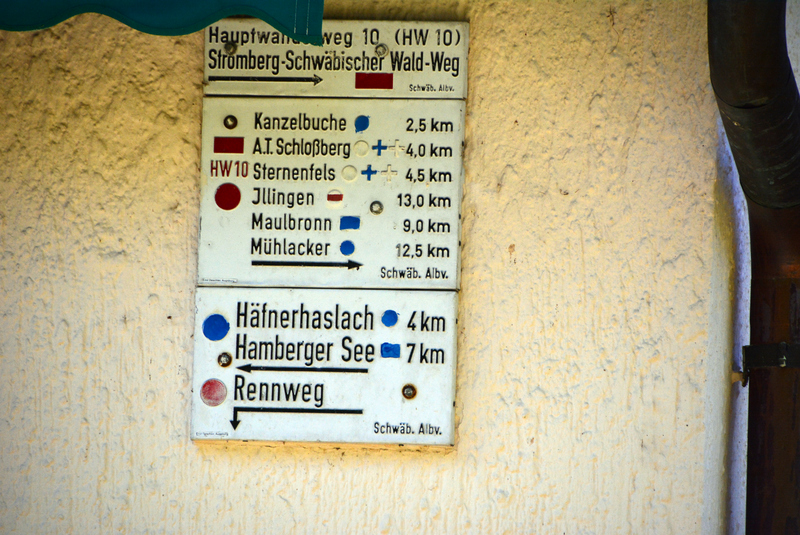 Hauptwanderweg 10 (HW 10)
Stromberg-Schwäbischer Wald-Weg
Schwäb. Albv.
Kanzelbuche 2,5 km
A.T. Schloßberg 4,0 km
HW 10 Sternenfels 4,5 km
Jllingen 13,0 km
Maulbronn 9,0 km
Mühlacker 12,5 km
Schwäb. Albv.
Häfnerhaslach 4 km
Hamberger See 7 km
Rennweg
Schwäb. Albv.